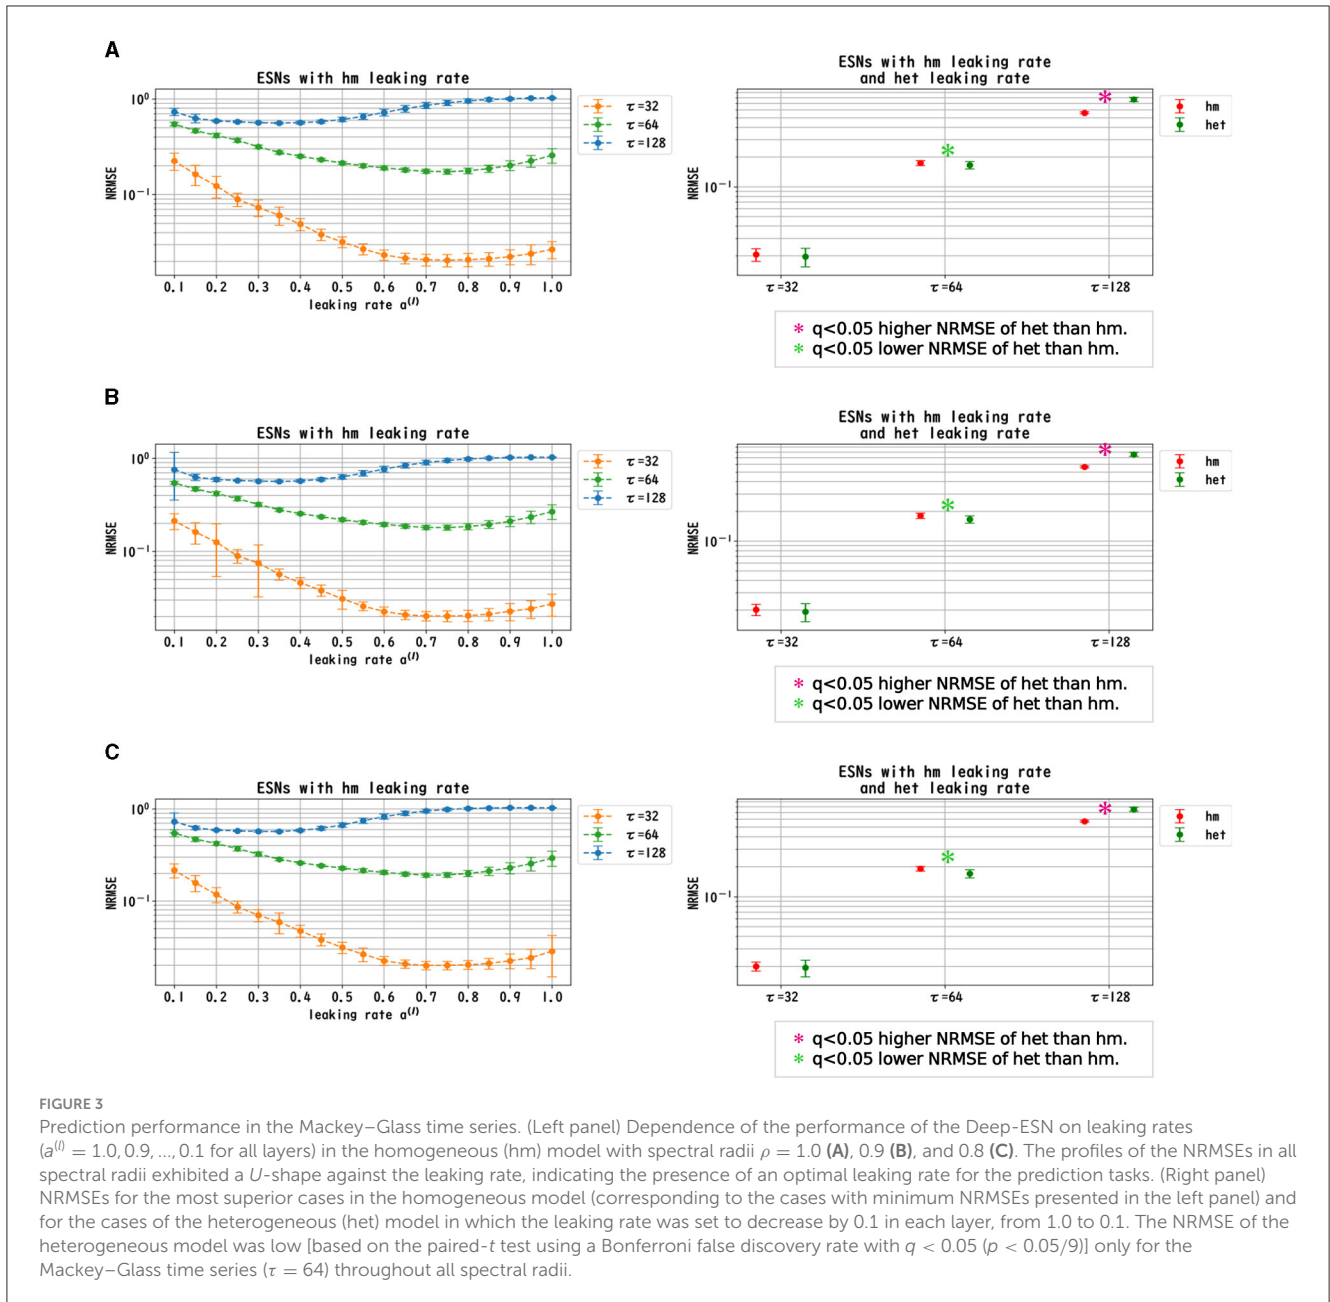 A
ESNs with hm leaking rate
10⁰
10⁻¹
NRMSE
0.1 0.2 0.3 0.4 0.5 0.6 0.7 0.8 0.9 1.0
leaking rate a⁽ˡ⁾
τ=32
τ=64
τ=128
ESNs with hm leaking rate
and het leaking rate
10⁻¹
NRMSE
τ=32 τ=64 τ=128
hm
het
* q<0.05 higher NRMSE of het than hm.
* q<0.05 lower NRMSE of het than hm.
B
ESNs with hm leaking rate
10⁰
10⁻¹
NRMSE
0.1 0.2 0.3 0.4 0.5 0.6 0.7 0.8 0.9 1.0
leaking rate a⁽ˡ⁾
τ=32
τ=64
τ=128
ESNs with hm leaking rate
and het leaking rate
10⁻¹
NRMSE
τ=32 τ=64 τ=128
hm
het
* q<0.05 higher NRMSE of het than hm.
* q<0.05 lower NRMSE of het than hm.
C
ESNs with hm leaking rate
10⁰
10⁻¹
NRMSE
0.1 0.2 0.3 0.4 0.5 0.6 0.7 0.8 0.9 1.0
leaking rate a⁽ˡ⁾
τ=32
τ=64
τ=128
ESNs with hm leaking rate
and het leaking rate
10⁻¹
NRMSE
τ=32 τ=64 τ=128
hm
het
* q<0.05 higher NRMSE of het than hm.
* q<0.05 lower NRMSE of het than hm.
FIGURE 3
Prediction performance in the Mackey–Glass time series. (Left panel) Dependence of the performance of the Deep-ESN on leaking rates
(a⁽ˡ⁾ = 1.0, 0.9, ..., 0.1 for all layers) in the homogeneous (hm) model with spectral radii ρ = 1.0 (A), 0.9 (B), and 0.8 (C). The profiles of the NRMSEs in all
spectral radii exhibited a U-shape against the leaking rate, indicating the presence of an optimal leaking rate for the prediction tasks. (Right panel)
NRMSEs for the most superior cases in the homogeneous model (corresponding to the cases with minimum NRMSEs presented in the left panel) and
for the cases of the heterogeneous (het) model in which the leaking rate was set to decrease by 0.1 in each layer, from 1.0 to 0.1. The NRMSE of the
heterogeneous model was low [based on the paired-t test using a Bonferroni false discovery rate with q < 0.05 (p < 0.05/9)] only for the
Mackey–Glass time series (τ = 64) throughout all spectral radii.